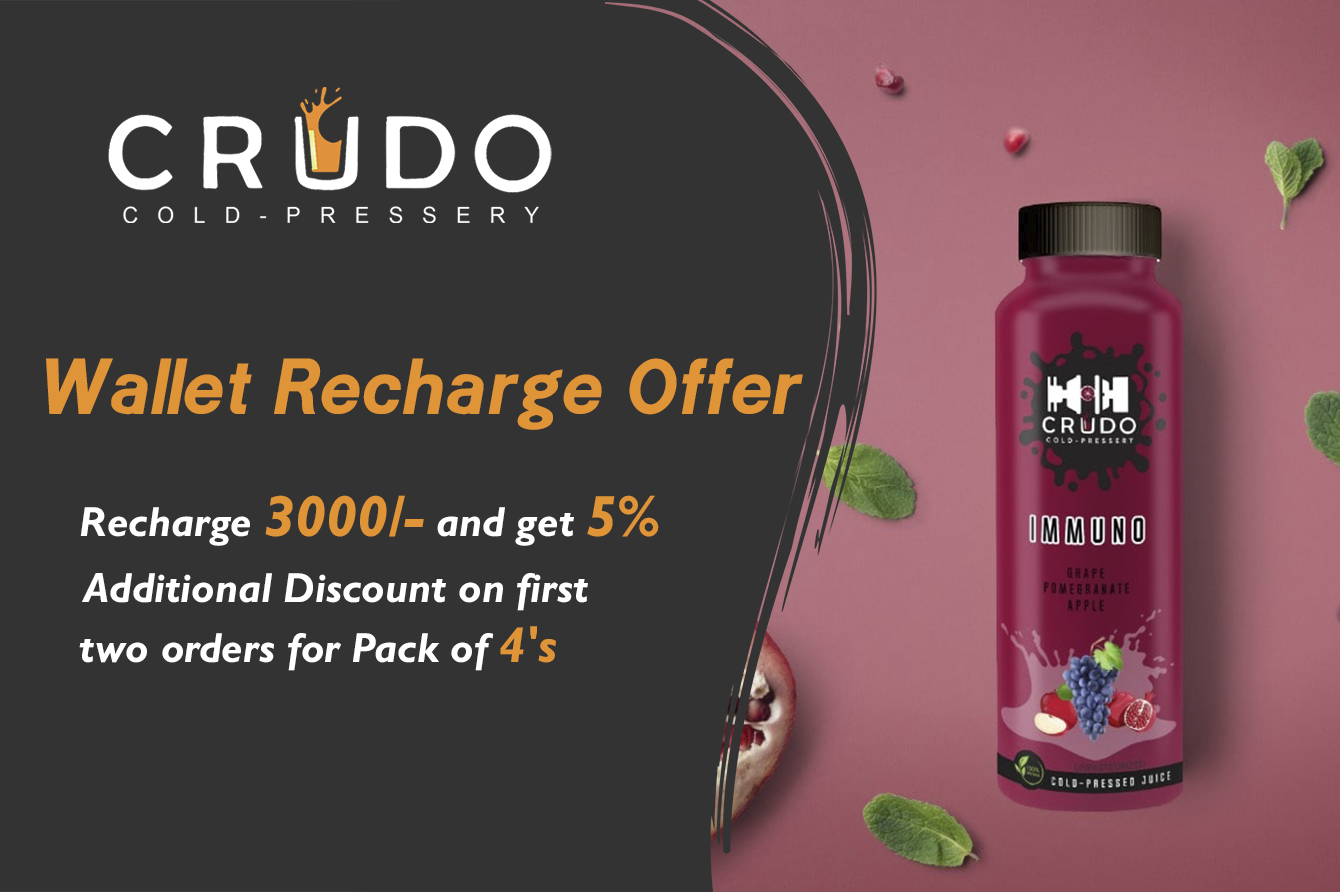 CRUDO
COLD-PRESSERY
Wallet Recharge Offer
Recharge 3000/- and get 5%
Additional Discount on first
two orders for Pack of 4's
CRUDO
COLD-PRESSERY
IMMUNO
GRAPE
POMEGRANATE
APPLE
COLD-PRESSED JUICE